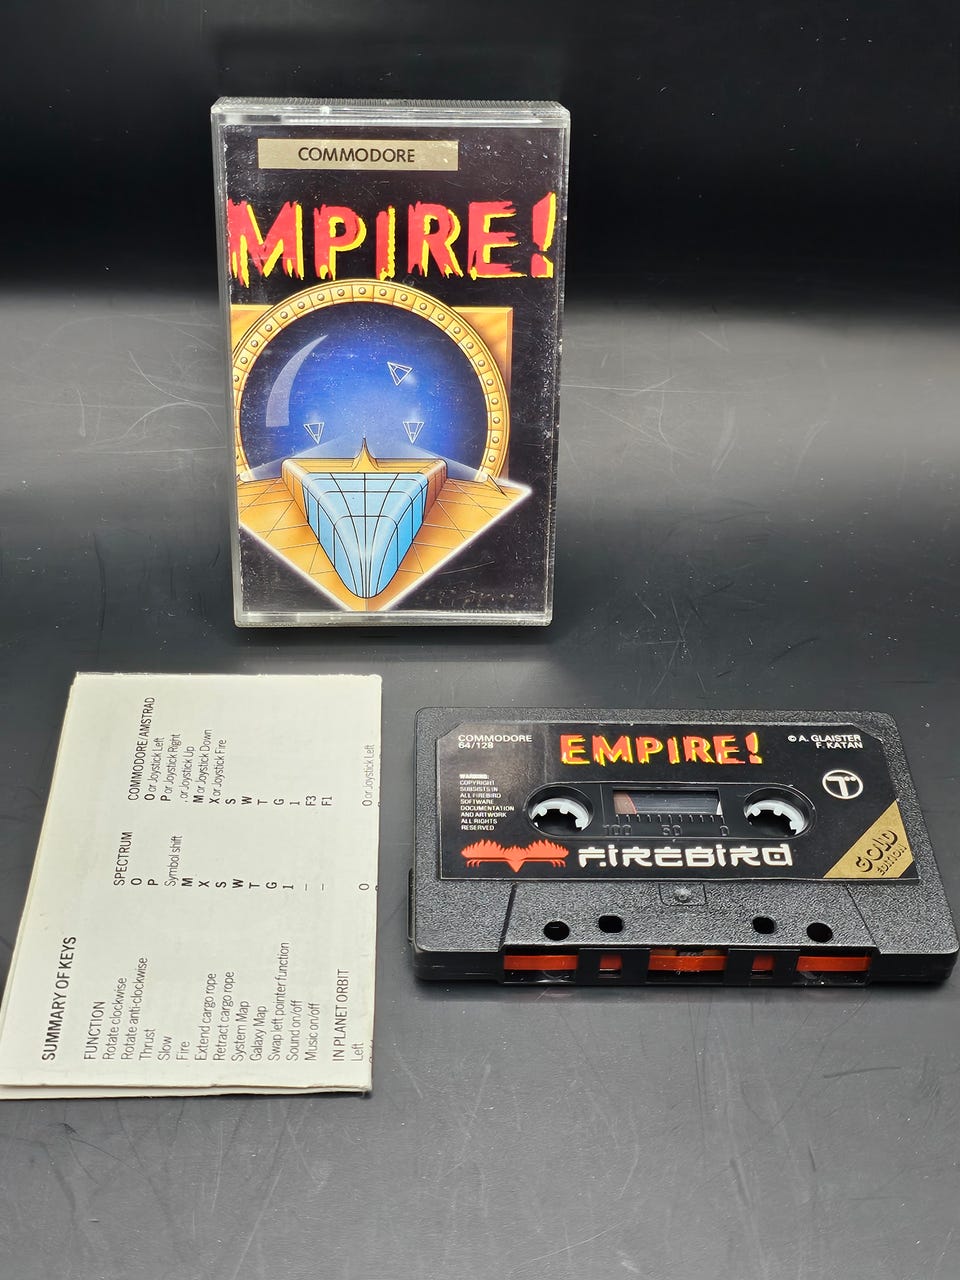 COMMODORE
MPIRE!
SUMMARY OF KEYS
FUNCTION SPECTRUM COMMODORE/AMSTRAD
Rotate clockwise O O or Joystick Left
Rotate anti-clockwise P P or Joystick Right
Thrust Symbol shift , or Joystick Up
Slow M M or Joystick Down
Fire X X or Joystick Fire
Extend cargo rope S S
Retract cargo rope W W
System Map T T
Galaxy Map G G
Swap left pointer function 1 1
Sound on/off – F3
Music on/off – F1
IN PLANET ORBIT
Left O O or Joystick Left
COMMODORE
64/128
EMPIRE!
© A. GLAISTER
F. KATAN
WARNING:
COPYRIGHT
SUBSISTS IN
ALL FIREBIRD
SOFTWARE
DOCUMENTATION
AND ARTWORK
ALL RIGHTS
RESERVED
100 50 0
FIREBIRD
GOLD
EDITION